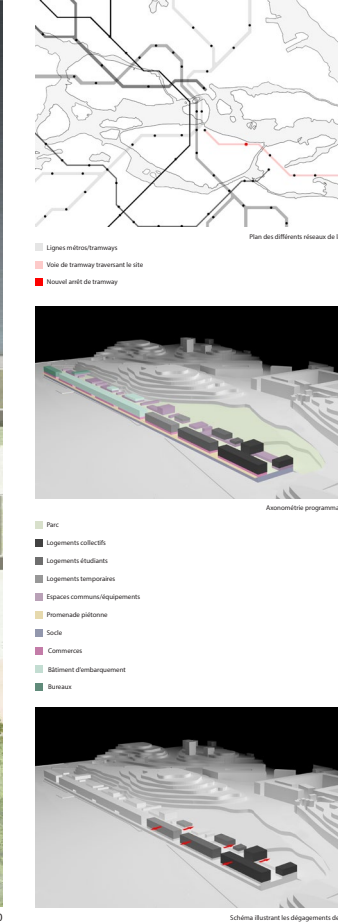 Plan des différents réseaux de
Lignes métros/tramways
Voie de tramway traversant le site
Nouvel arrêt de tramway
Axonométrie
Parc
Logements collectifs
Logements étudiants
Logements temporaires
Espaces communs/équipements
Promenade piétonne
Socle
Commerces
Bâtiment d'embarquement
Bureaux
Schéma illustrant les dégagements